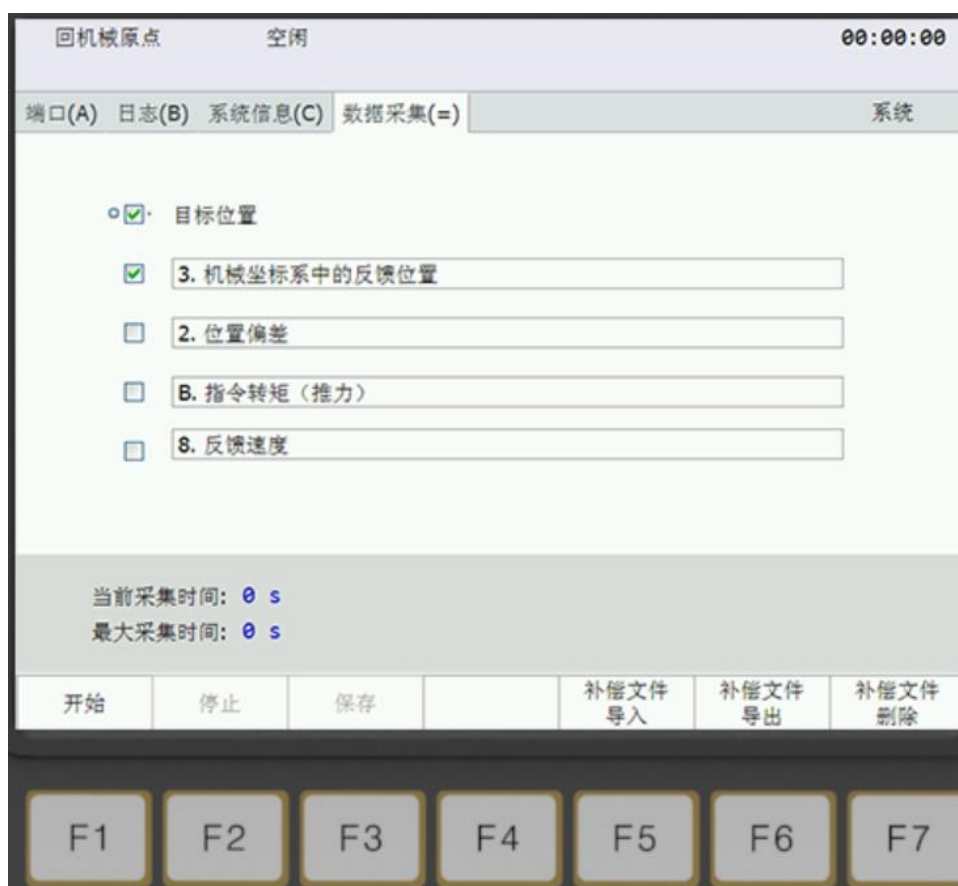 回机械原点 空闲 00:00:00
端口(A) 日志(B) 系统信息(C) 数据采集(=) 系统
目标位置
3. 机械坐标系中的反馈位置
2. 位置偏差
B. 指令转矩（推力）
8. 反馈速度
当前采集时间: 0 s
最大采集时间: 0 s
开始 停止 保存 补偿文件 补偿文件 补偿文件
导入 导出 删除
F1 F2 F3 F4 F5 F6 F7